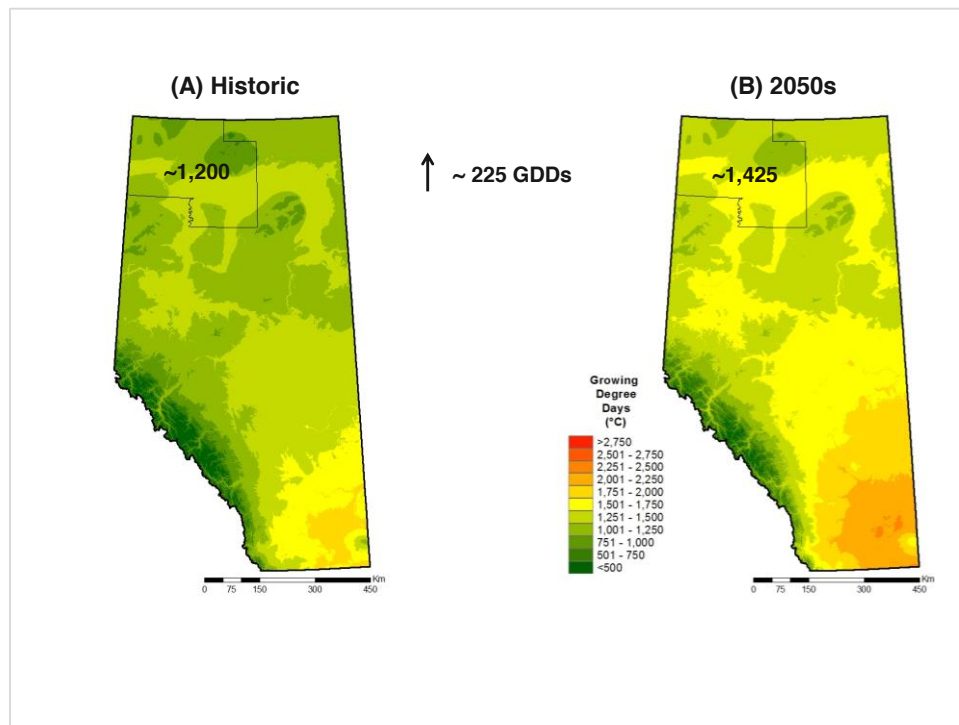 (A) Historic
(B) 2050s
~1,200
~ 225 GDDs
~1,425
Growing
Degree
Days
(°C)
>2,750
2,501 - 2,750
2,251 - 2,500
2,001 - 2,250
1,751 - 2,000
1,501 - 1,750
1,251 - 1,500
1,001 - 1,250
751 - 1,000
501 - 750
<500
Km
0 75 150 300 450
Km
0 75 150 300 450